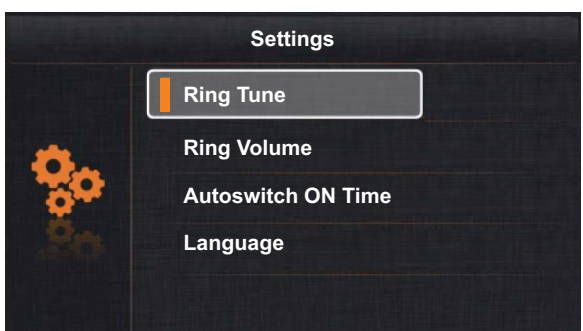 Settings
Ring Tune
Ring Volume
Autoswitch ON Time
Language